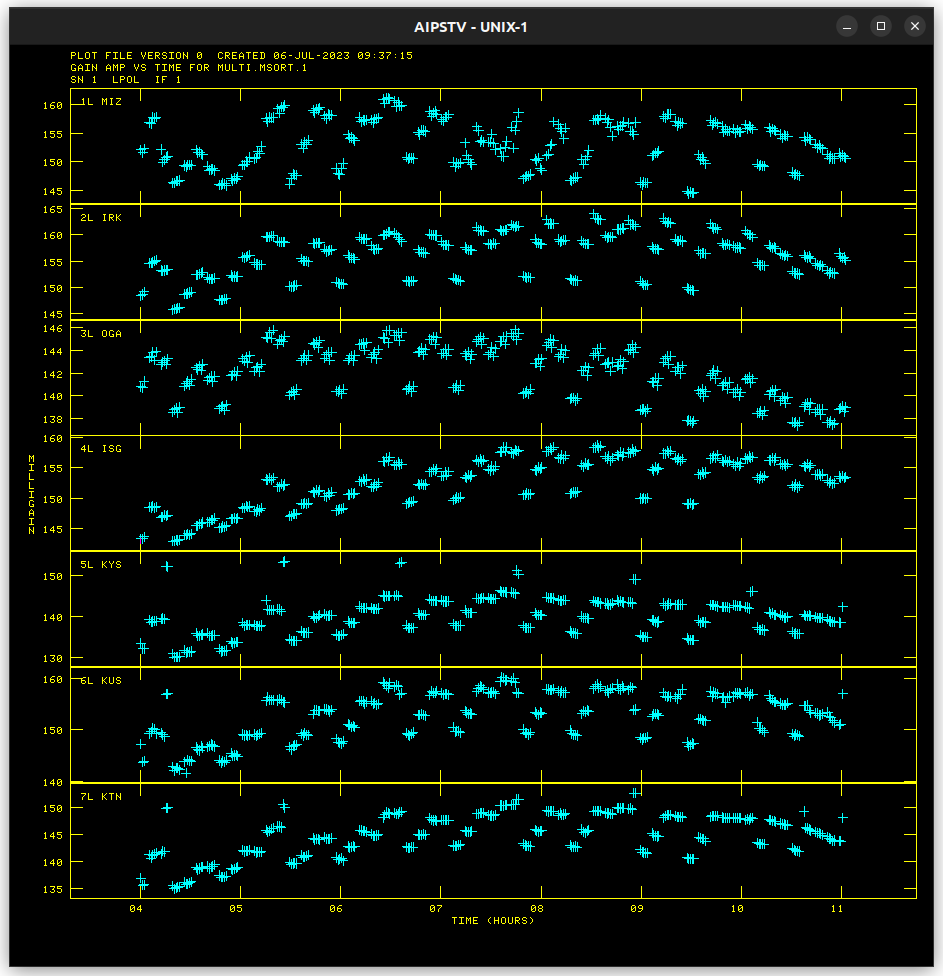 AIPSTV - UNIX-1
PLOT FILE VERSION 0 CREATED 06-JUL-2023 09:37:15
GAIN AMP VS TIME FOR MULTI.MSORT.1
SN 1 LPOL IF 1
1L MIZ
160
155
150
145
2L IRK
165
160
155
150
145
3L OGA
146
144
142
140
138
4L ISG
160
155
150
145
MILLIGAIN
5L KYS
150
140
130
6L KUS
160
150
140
7L KTN
150
145
140
135
04 05 06 07 08 09 10 11
TIME (HOURS)